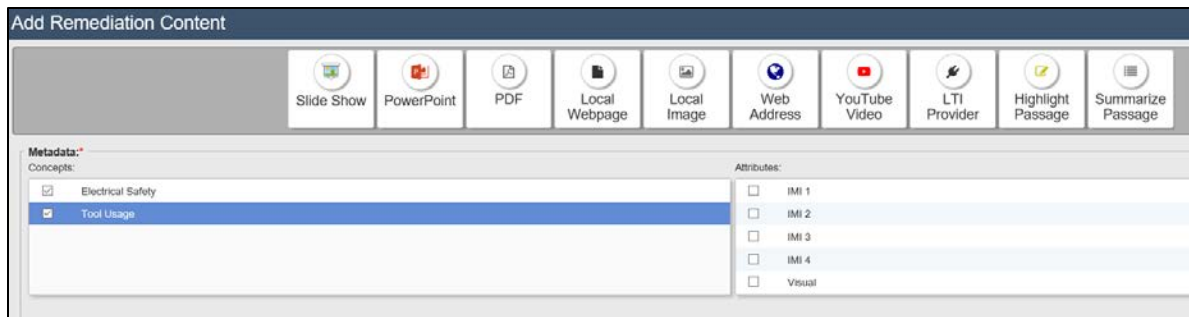 Add Remediation Content
Slide Show
PowerPoint
PDF
Local
Webpage
Local
Image
Web
Address
YouTube
Video
LTI
Provider
Highlight
Passage
Summarize
Passage
Metadata:*
Concepts:
Electrical Safety
Tool Usage
Attributes:
IMI 1
IMI 2
IMI 3
IMI 4
Visual